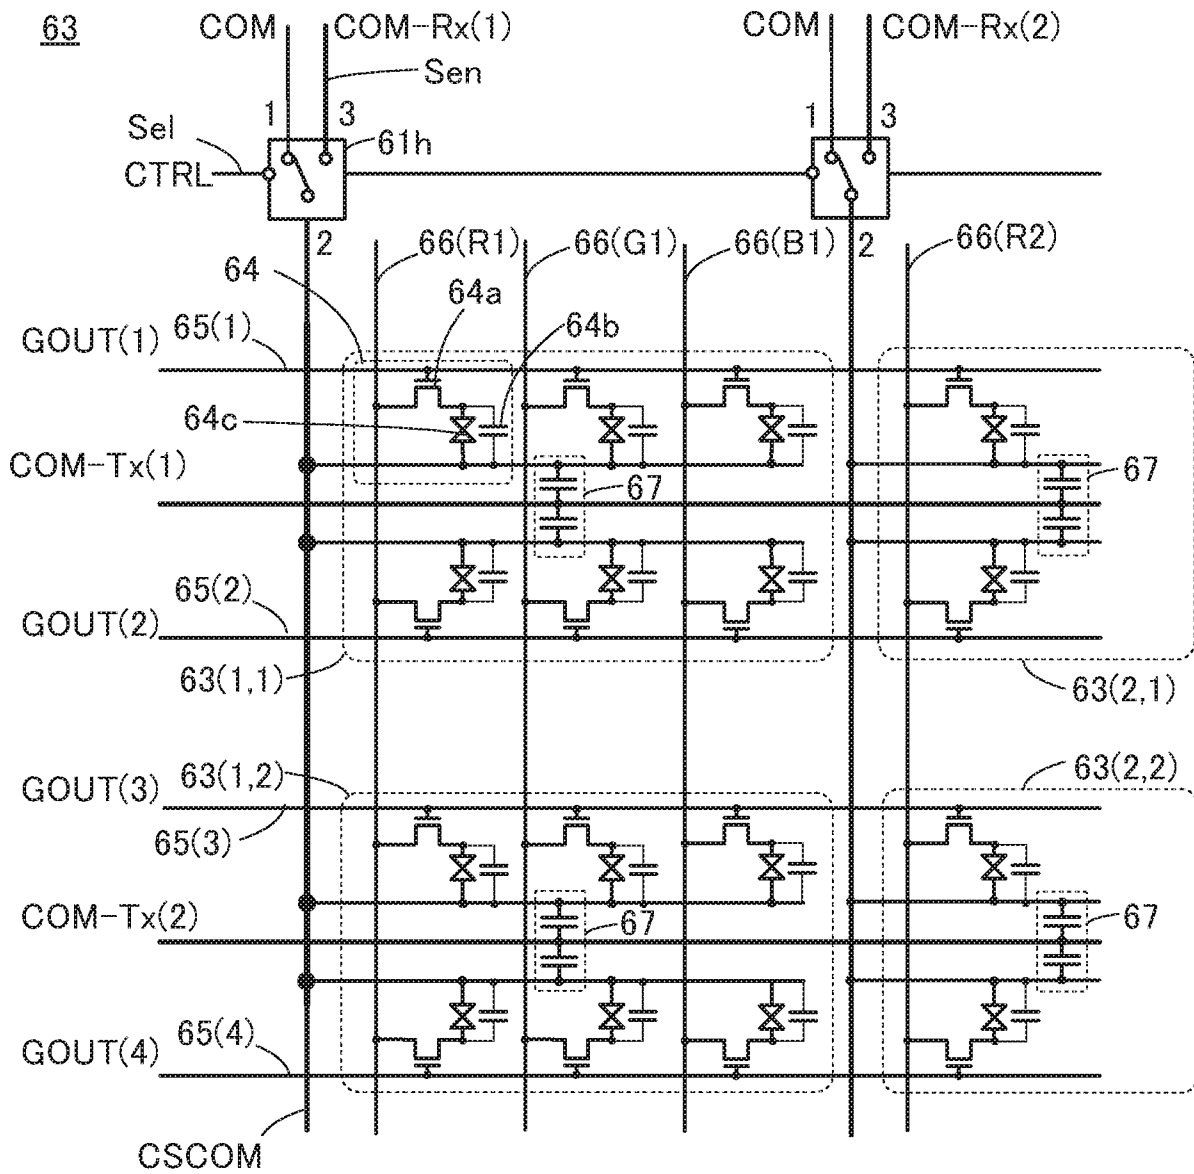 63
COM
COM-Rx(1)
COM
COM-Rx(2)
Sen
1
3
1
3
Sel
61h
CTRL
2
2
66(R1)
66(G1)
66(B1)
66(R2)
64
64a
64b
65(1)
GOUT(1)
64c
COM-Tx(1)
67
67
65(2)
GOUT(2)
63(1,1)
63(2,1)
63(1,2)
63(2,2)
GOUT(3)
65(3)
COM-Tx(2)
67
67
65(4)
GOUT(4)
CSCOM